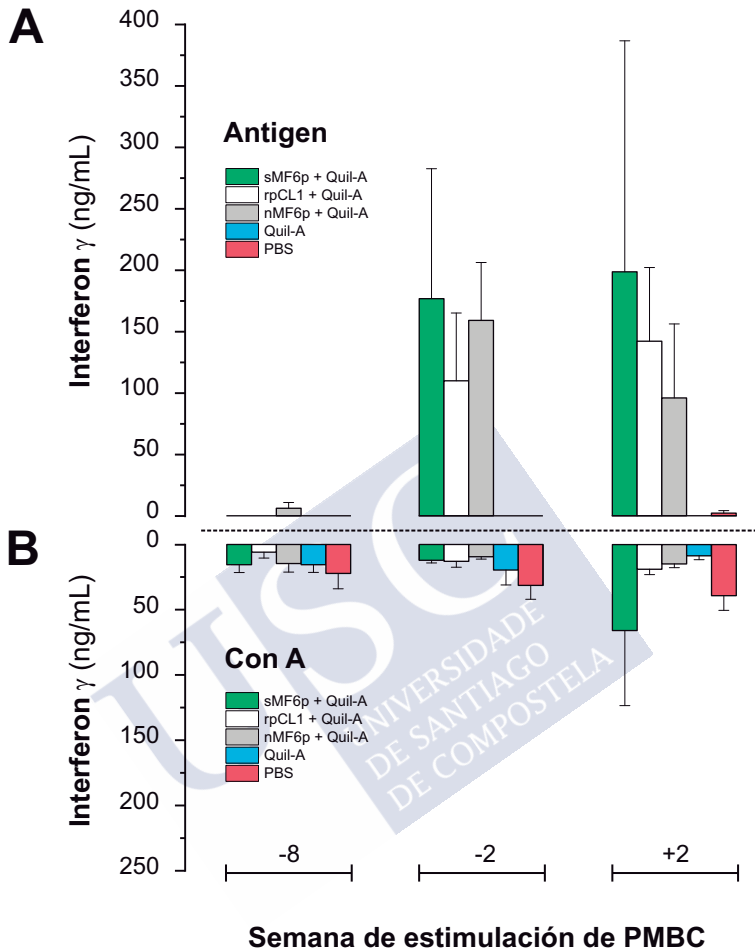 A
400
350
300
250
200
150
100
50
0
Interferon γ (ng/mL)
Antigen
sMF6p + Quil-A
rpCL1 + Quil-A
nMF6p + Quil-A
Quil-A
PBS
B
0
50
100
150
200
250
Interferon γ (ng/mL)
Con A
sMF6p + Quil-A
rpCL1 + Quil-A
nMF6p + Quil-A
Quil-A
PBS
USC
UNIVERSIDADE
DE SANTIAGO
DE COMPOSTELA
-8
-2
+2
Semana de estimulación de PMBC